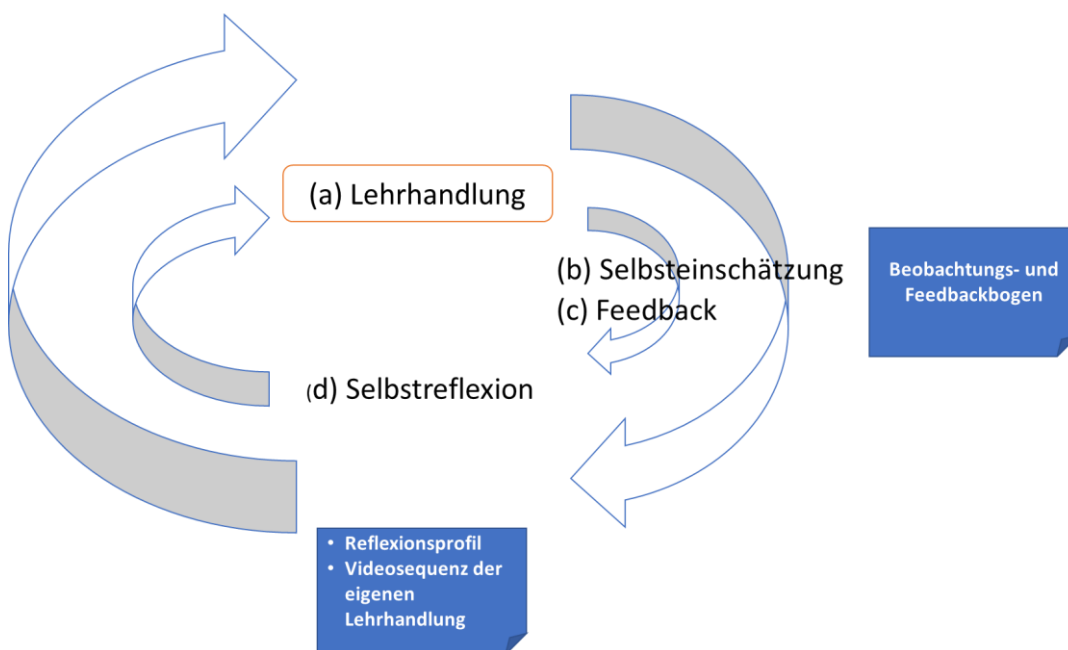 (a) Lehrhandlung
(b) Selbsteinschätzung
(c) Feedback
Beobachtungs- und
Feedbackbogen
(d) Selbstreflexion
• Reflexionsprofil
• Videosequenz der
eigenen
Lehrhandlung